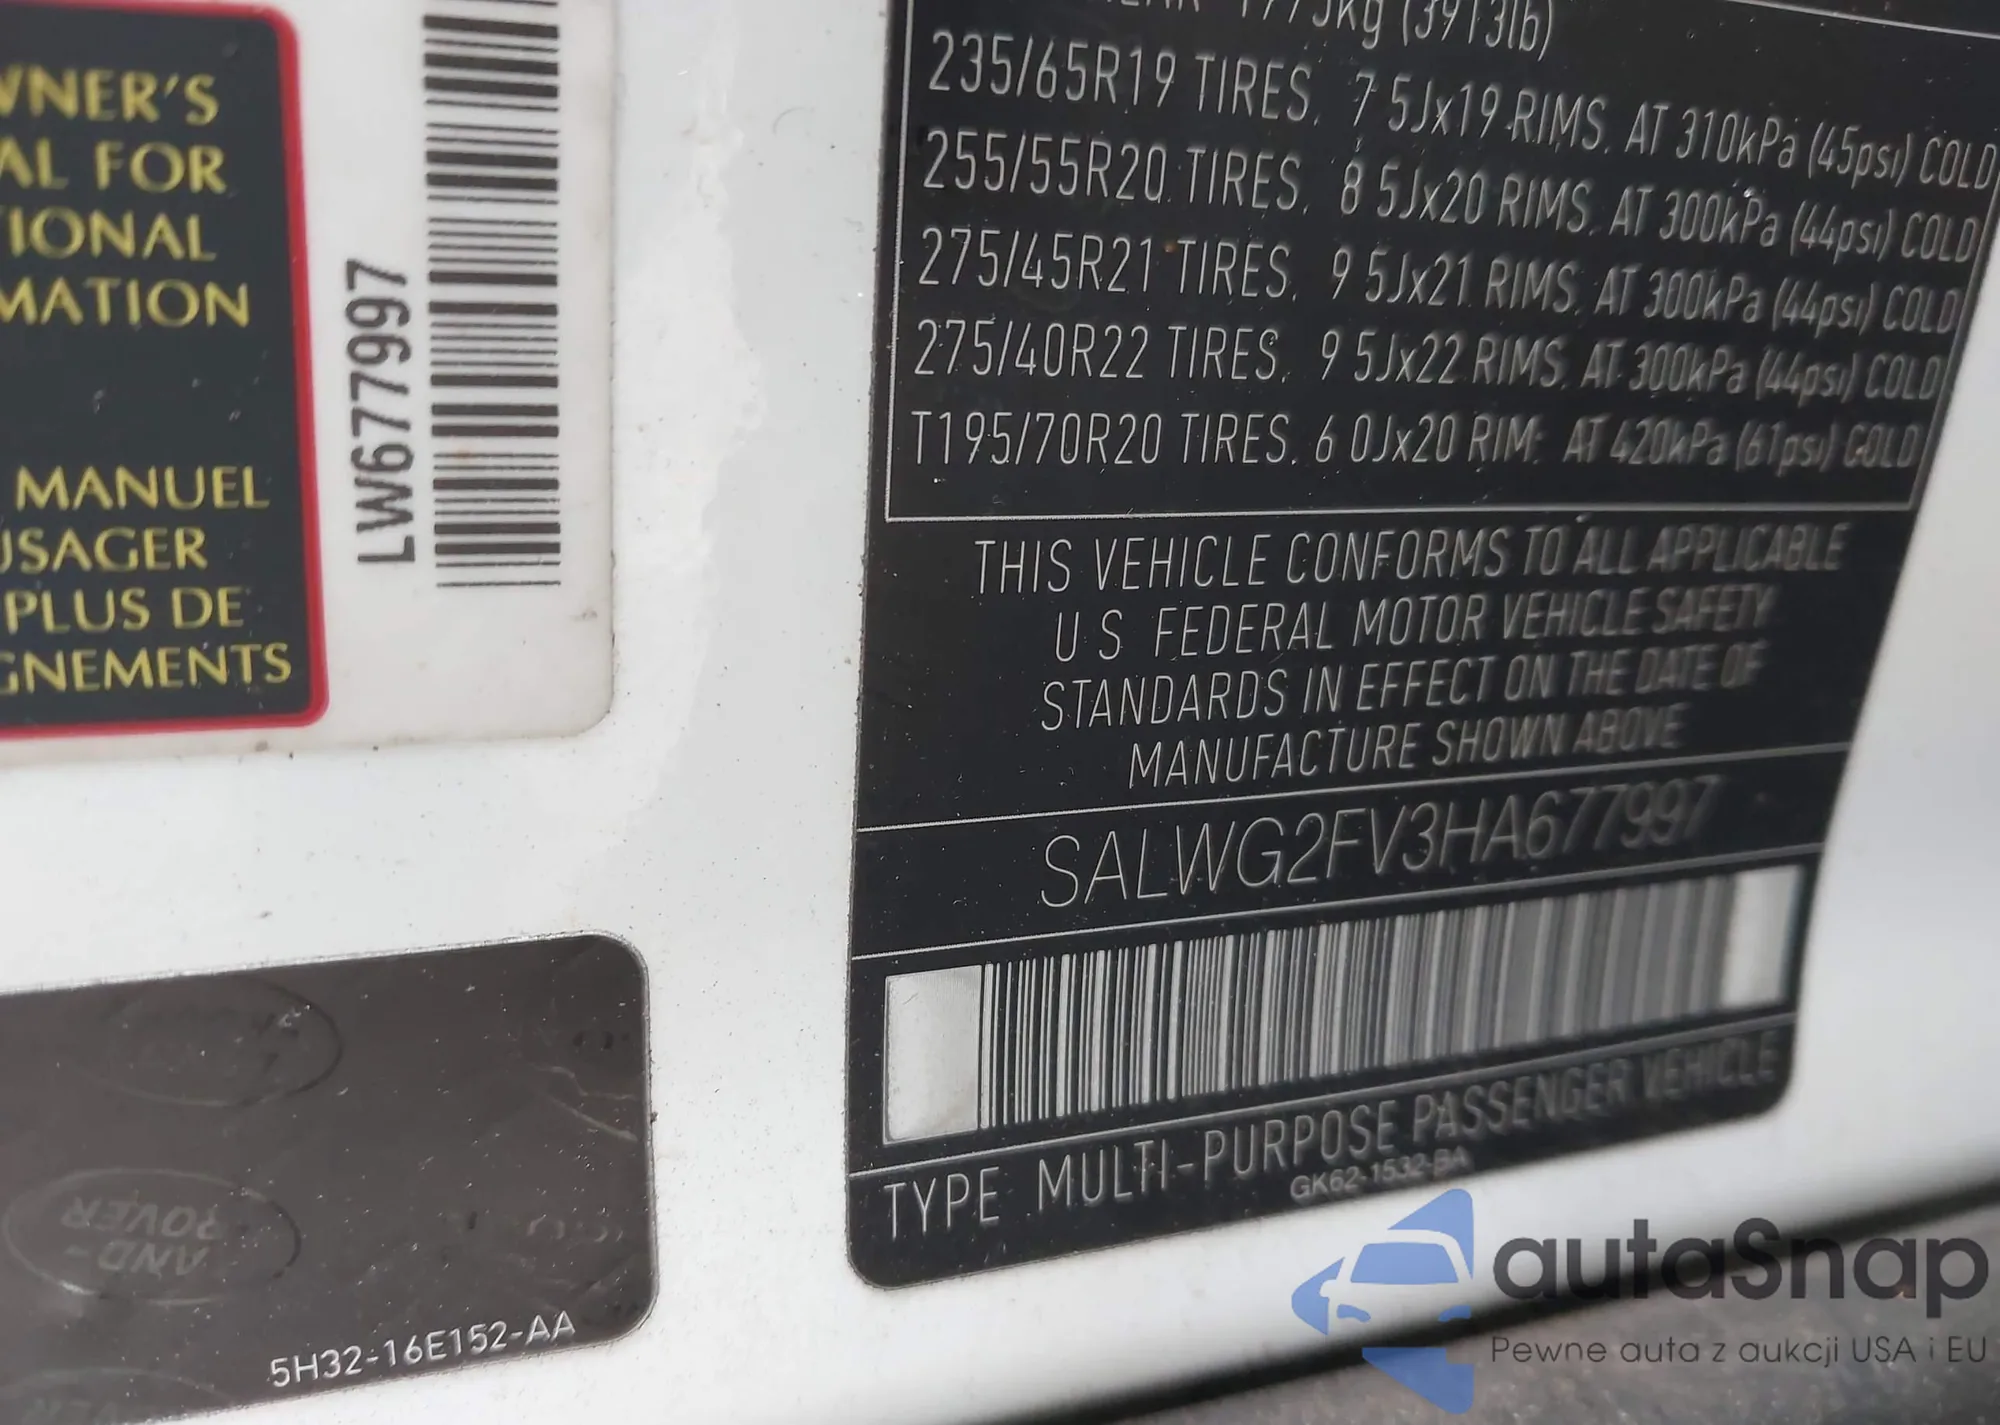 WNER'S
AL FOR
TIONAL
MATION
MANUEL
USAGER
PLUS DE
GNEMENTS
LW677997
1775kg (3913lb)
235/65R19 TIRES, 7 5Jx19 RIMS, AT 310kPa (45psi) COLD
255/55R20 TIRES, 8 5Jx20 RIMS, AT 300kPa (44psi) COLD
275/45R21 TIRES, 9 5Jx21 RIMS, AT 300kPa (44psi) COLD
275/40R22 TIRES, 9 5Jx22 RIMS, AT 300kPa (44psi) COLD
T195/70R20 TIRES, 6 0Jx20 RIM: AT 420kPa (61psi) COLD
THIS VEHICLE CONFORMS TO ALL APPLICABLE
U S FEDERAL MOTOR VEHICLE SAFETY
STANDARDS IN EFFECT ON THE DATE OF
MANUFACTURE SHOWN ABOVE
SALWG2FV3HA677997
TYPE MULTI-PURPOSE PASSENGER VEHICLE
GK62-1532-BA
AND-
ROVER
5H32-16E152-AA
autaSnap
Pewne auta z aukcji USA i EU